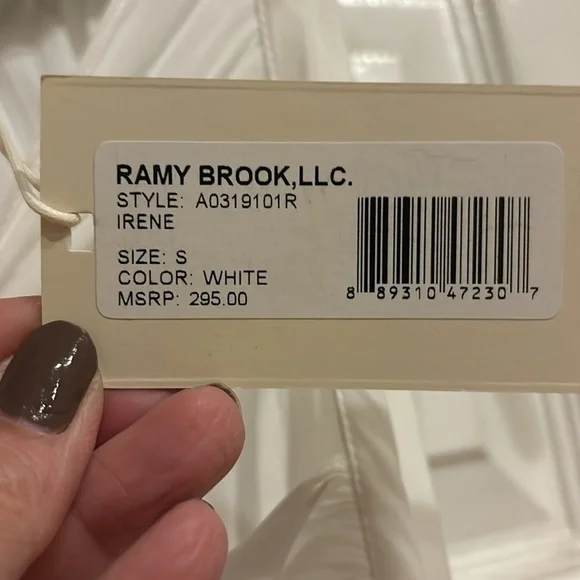 RAMY BROOK,LLC.
STYLE: A0319101R
IRENE
SIZE: S
COLOR: WHITE
MSRP: 295.00
8 89310 47230 7